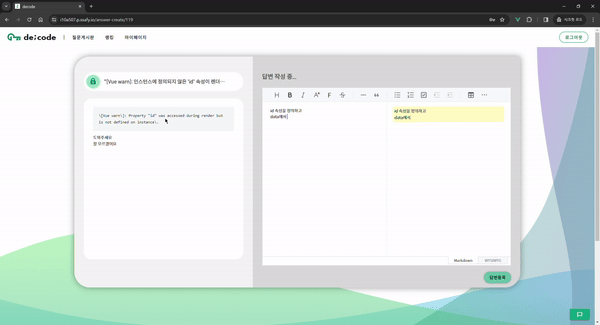 de;code
i10e507.p.ssafy.io/answer-create/119
시크릿 모드
de;code
질문게시판
랭킹
마이페이지
로그아웃
"[Vue warn]: 인스턴스에 정의되지 않은 'id' 속성이 렌더…
\[Vue warn\]: Property "id" was accessed during render but
is not defined on instance\.
도와주세요
잘 모르겠어요
답변 작성 중..
id 속성을 정의하고
data에서
id 속성을 정의하고
data에서
Markdown
WYSIWYG
답변등록